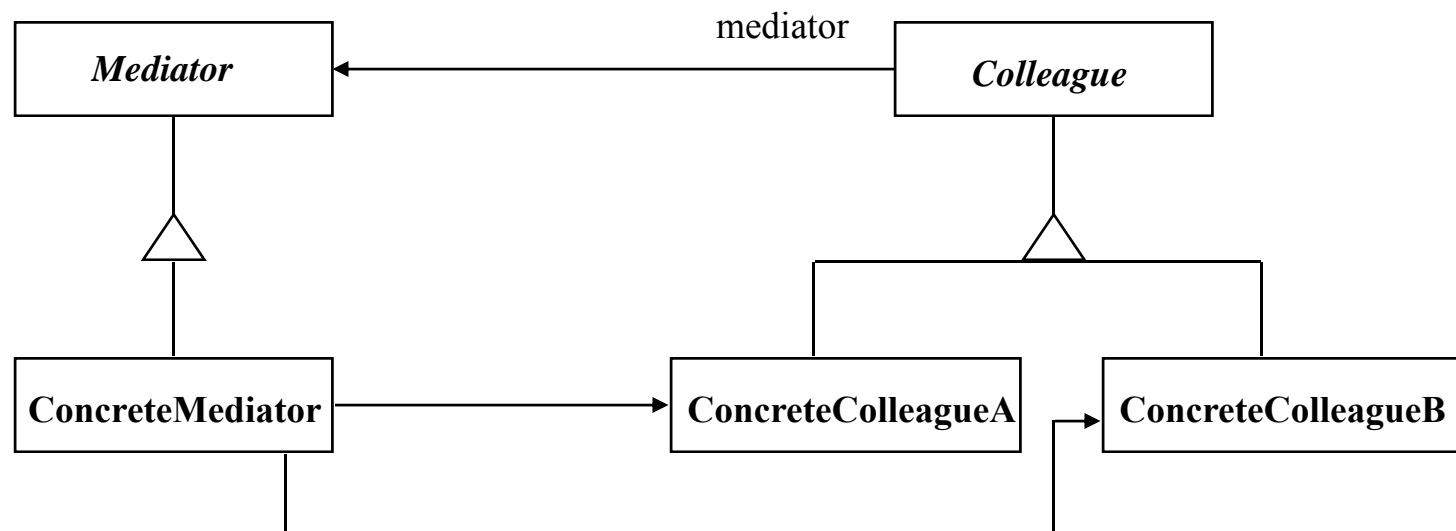 mediator
Mediator
Colleague
ConcreteMediator
ConcreteColleagueA
ConcreteColleagueB